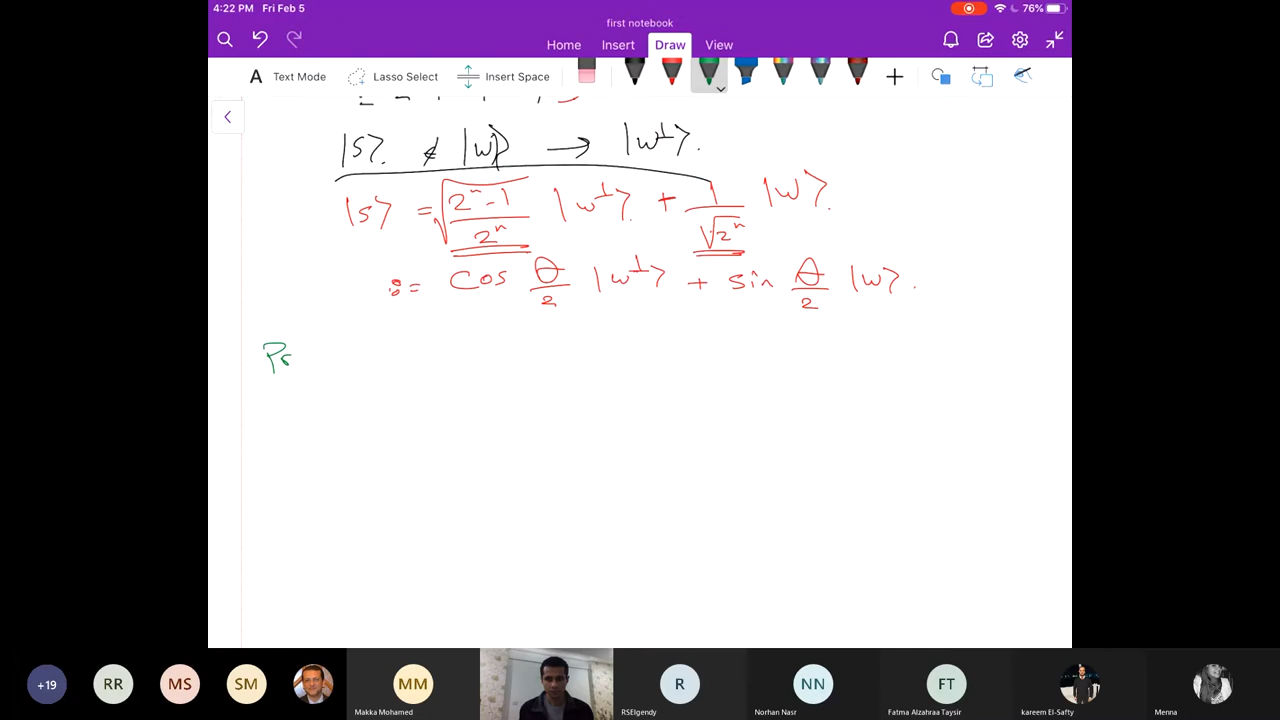 4:22 PM Fri Feb 5
76%
first notebook
Home Insert Draw View
A Text Mode Lasso Select Insert Space
|s⟩ |w⟩ → |w⊥⟩.
|s⟩ = √(2ⁿ-1 / 2ⁿ) |w⊥⟩ + 1/√2ⁿ |w⟩.
:= cos θ/2 |w⊥⟩ + sin θ/2 |w⟩.
Pr
+19 RR MS SM MM R NN FT
Makka Mohamed RSElgendy Norhan Nasr Fatma Alzahraa Taysir kareem El-Safty Menna